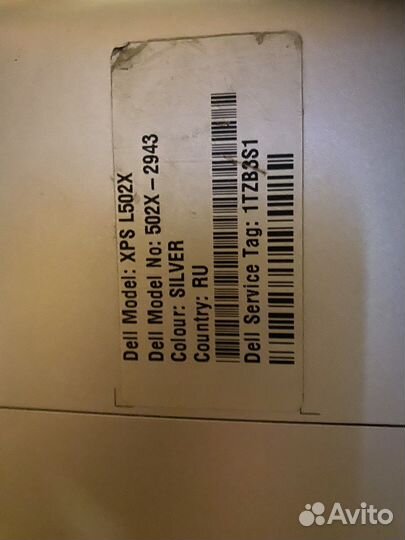 Dell Model: XPS L502X
Dell Model No: 502X – 2943
Colour: SILVER
Country: RU
Dell Service Tag: 1TZB3S1
Avito